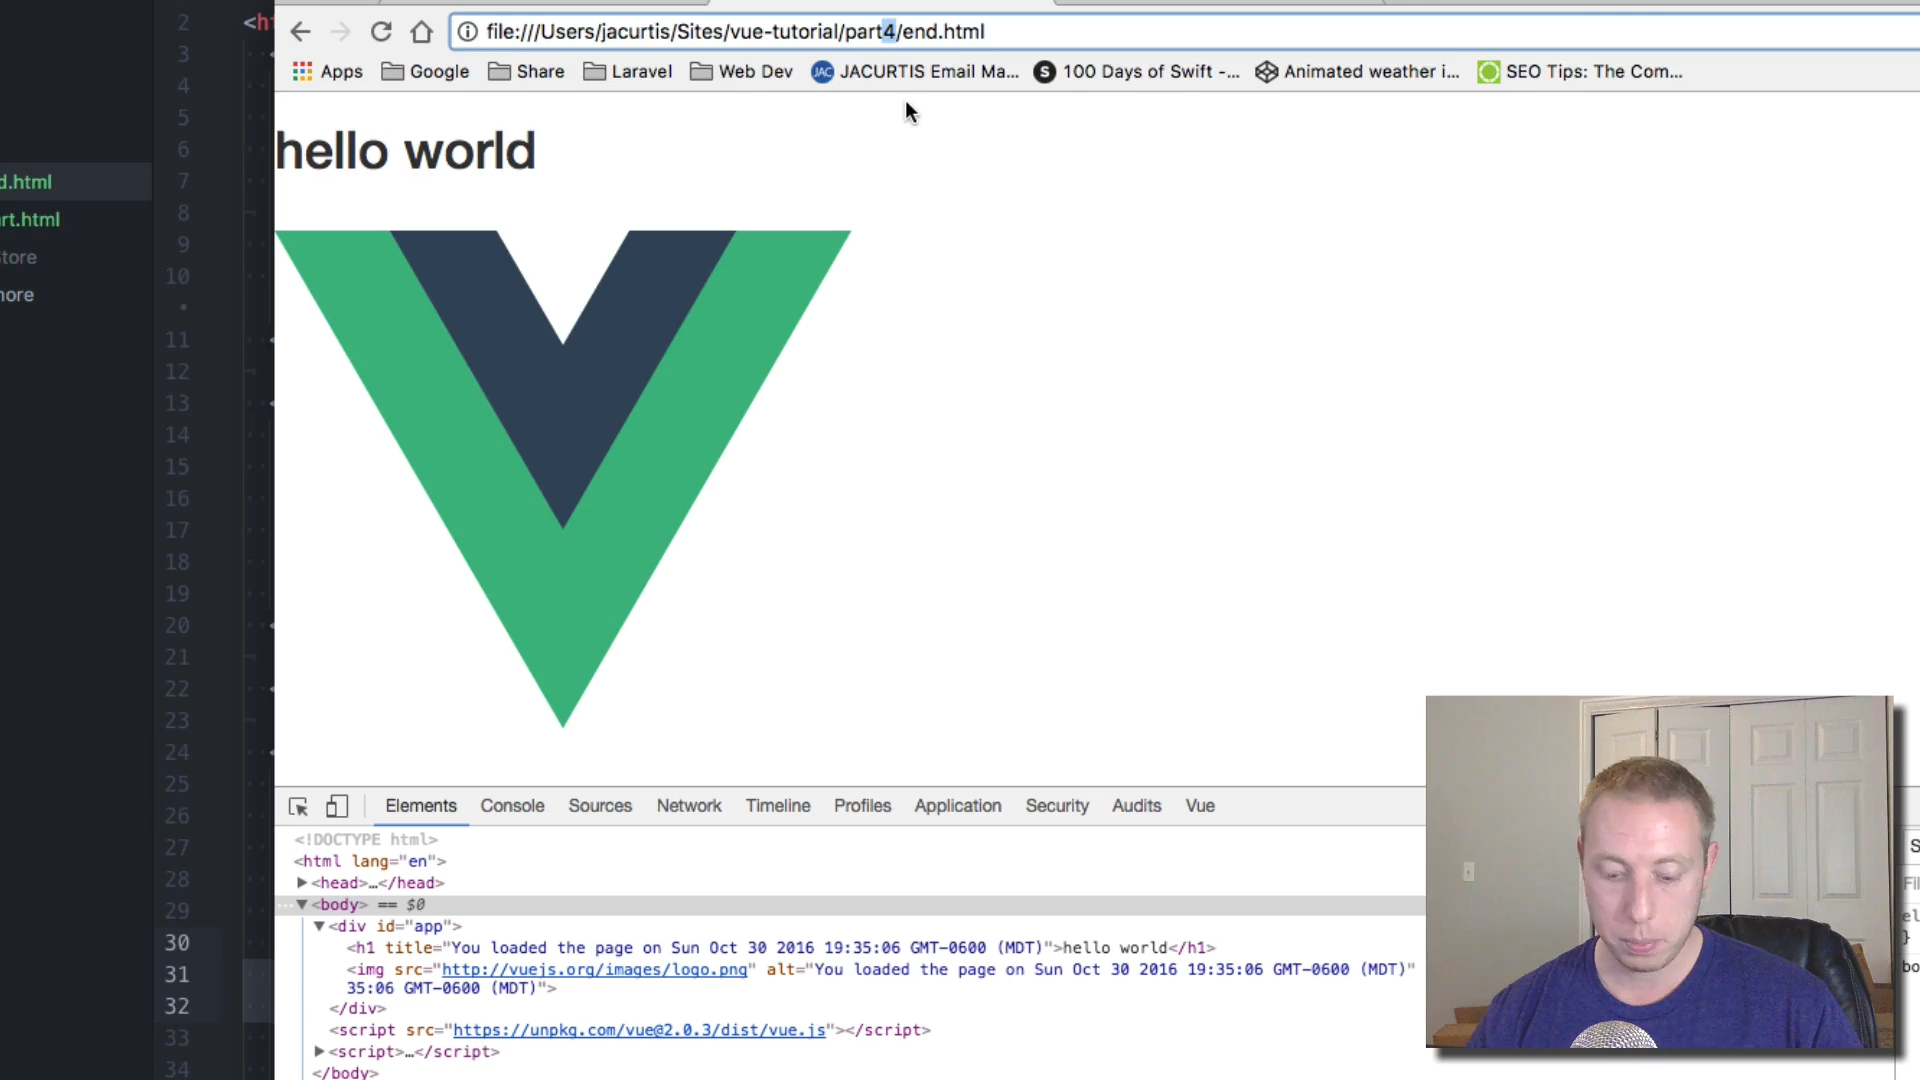 file:///Users/jacurtis/Sites/vue-tutorial/part4/end.html
Apps Google Share Laravel Web Dev JAC JACURTIS Email Ma... S 100 Days of Swift -... Animated weather i... SEO Tips: The Com...
hello world
d.html
rt.html
tore
nore
2 <h
3
4
5
6
7
8
9
10
11
12
13
14
15
16
17
18
19
20
21
22
23
24
25
26
27
28
29
30
31
32
33
34
Elements Console Sources Network Timeline Profiles Application Security Audits Vue
<!DOCTYPE html>
<html lang="en">
▶<head>…</head>
…▼<body> == $0
▼<div id="app">
<h1 title="You loaded the page on Sun Oct 30 2016 19:35:06 GMT-0600 (MDT)">hello world</h1>
<img src="http://vuejs.org/images/logo.png" alt="You loaded the page on Sun Oct 30 2016 19:35:06 GMT-0600 (MDT)"
35:06 GMT-0600 (MDT)">
</div>
<script src="https://unpkg.com/vue@2.0.3/dist/vue.js"></script>
▶<script>…</script>
</body>
S
Fil
el
}
bo